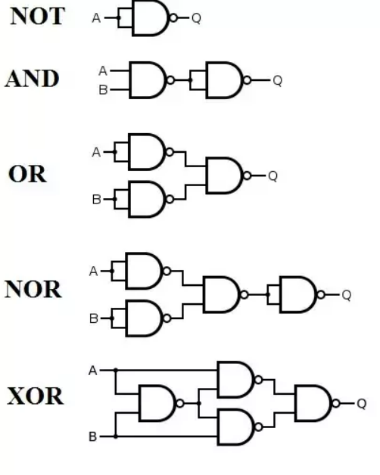 NOT A Q
AND A B Q
OR A B Q
NOR A B Q
XOR A B Q